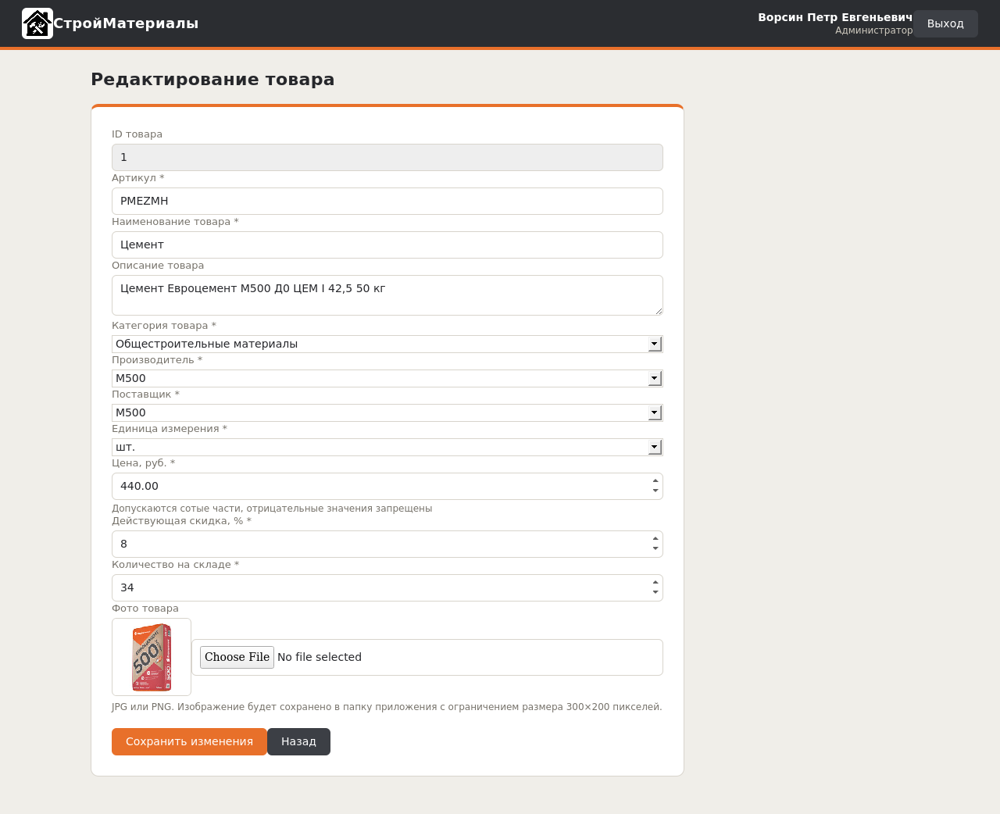 СтройМатериалы
Ворсин Петр Евгеньевич
Администратор
Выход
Редактирование товара
ID товара
1
Артикул *
PMEZMH
Наименование товара *
Цемент
Описание товара
Цемент Евроцемент М500 Д0 ЦЕМ I 42,5 50 кг
Категория товара *
Общестроительные материалы
Производитель *
М500
Поставщик *
М500
Единица измерения *
шт.
Цена, руб. *
440.00
Допускаются сотые части, отрицательные значения запрещены
Действующая скидка, % *
8
Количество на складе *
34
Фото товара
500
Choose File No file selected
JPG или PNG. Изображение будет сохранено в папку приложения с ограничением размера 300×200 пикселей.
Сохранить изменения
Назад